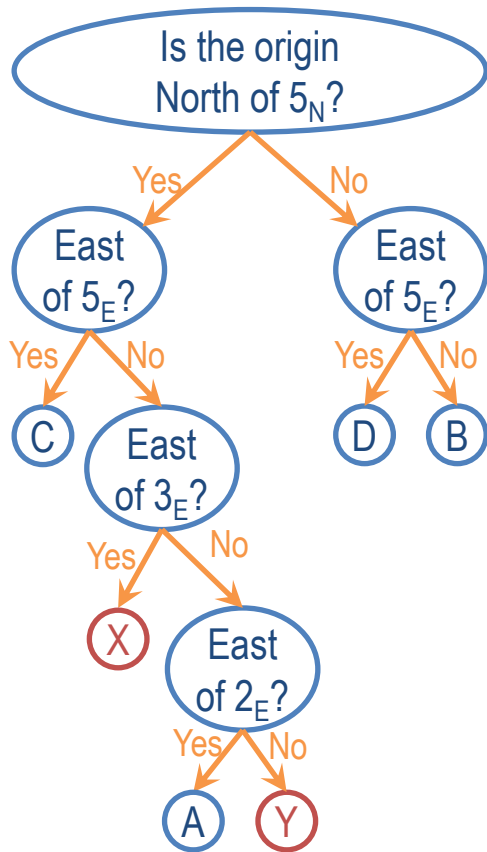 Is the origin
North of 5N?
Yes
No
East
of 5E?
East
of 5E?
Yes
No
Yes
No
C
East
of 3E?
D
B
Yes
No
X
East
of 2E?
Yes
No
A
Y